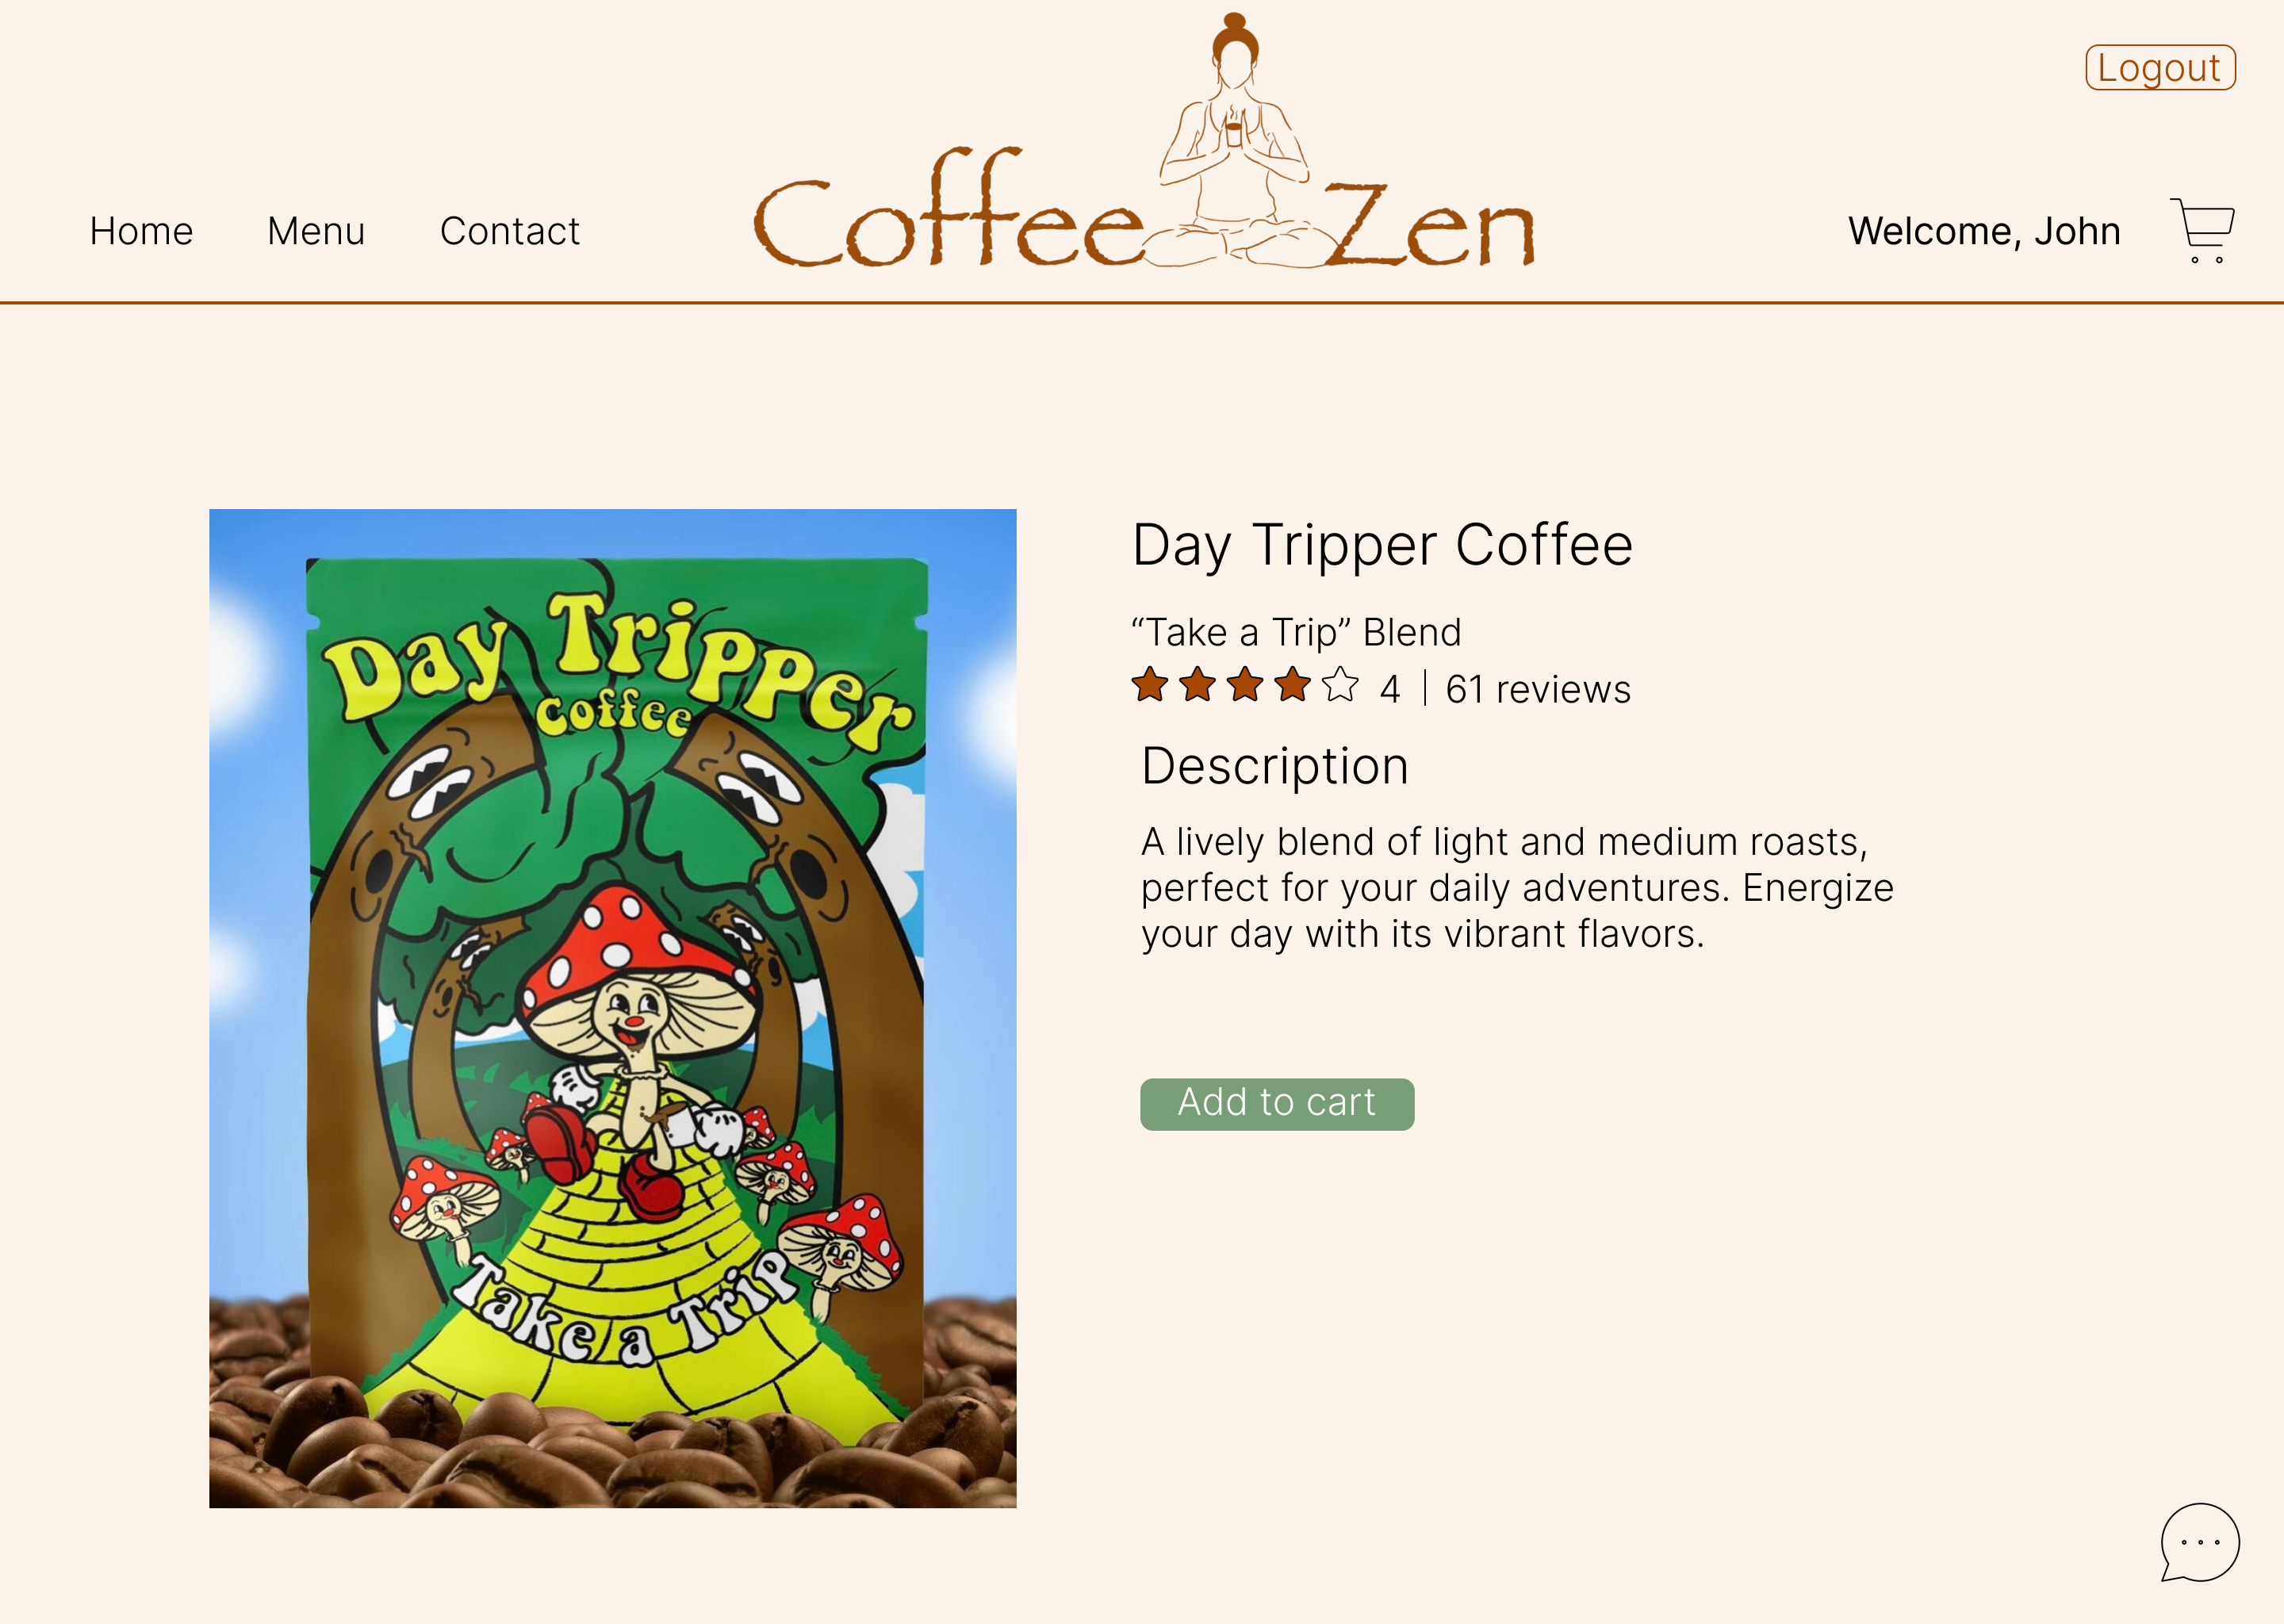 Logout
Coffee Zen
Home Menu Contact
Welcome, John
Day Tripper
Coffee
Take a Trip
Day Tripper Coffee
“Take a Trip” Blend
4 | 61 reviews
Description
A lively blend of light and medium roasts,
perfect for your daily adventures. Energize
your day with its vibrant flavors.
Add to cart